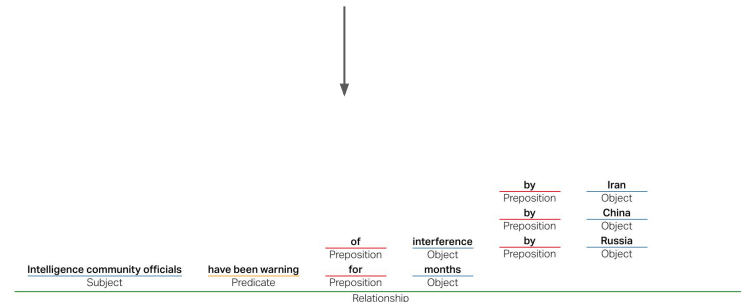 by Iran
Preposition Object
by China
Preposition Object
of interference by Russia
Preposition Object Preposition Object
Intelligence community officials have been warning for months
Subject Predicate Preposition Object
Relationship